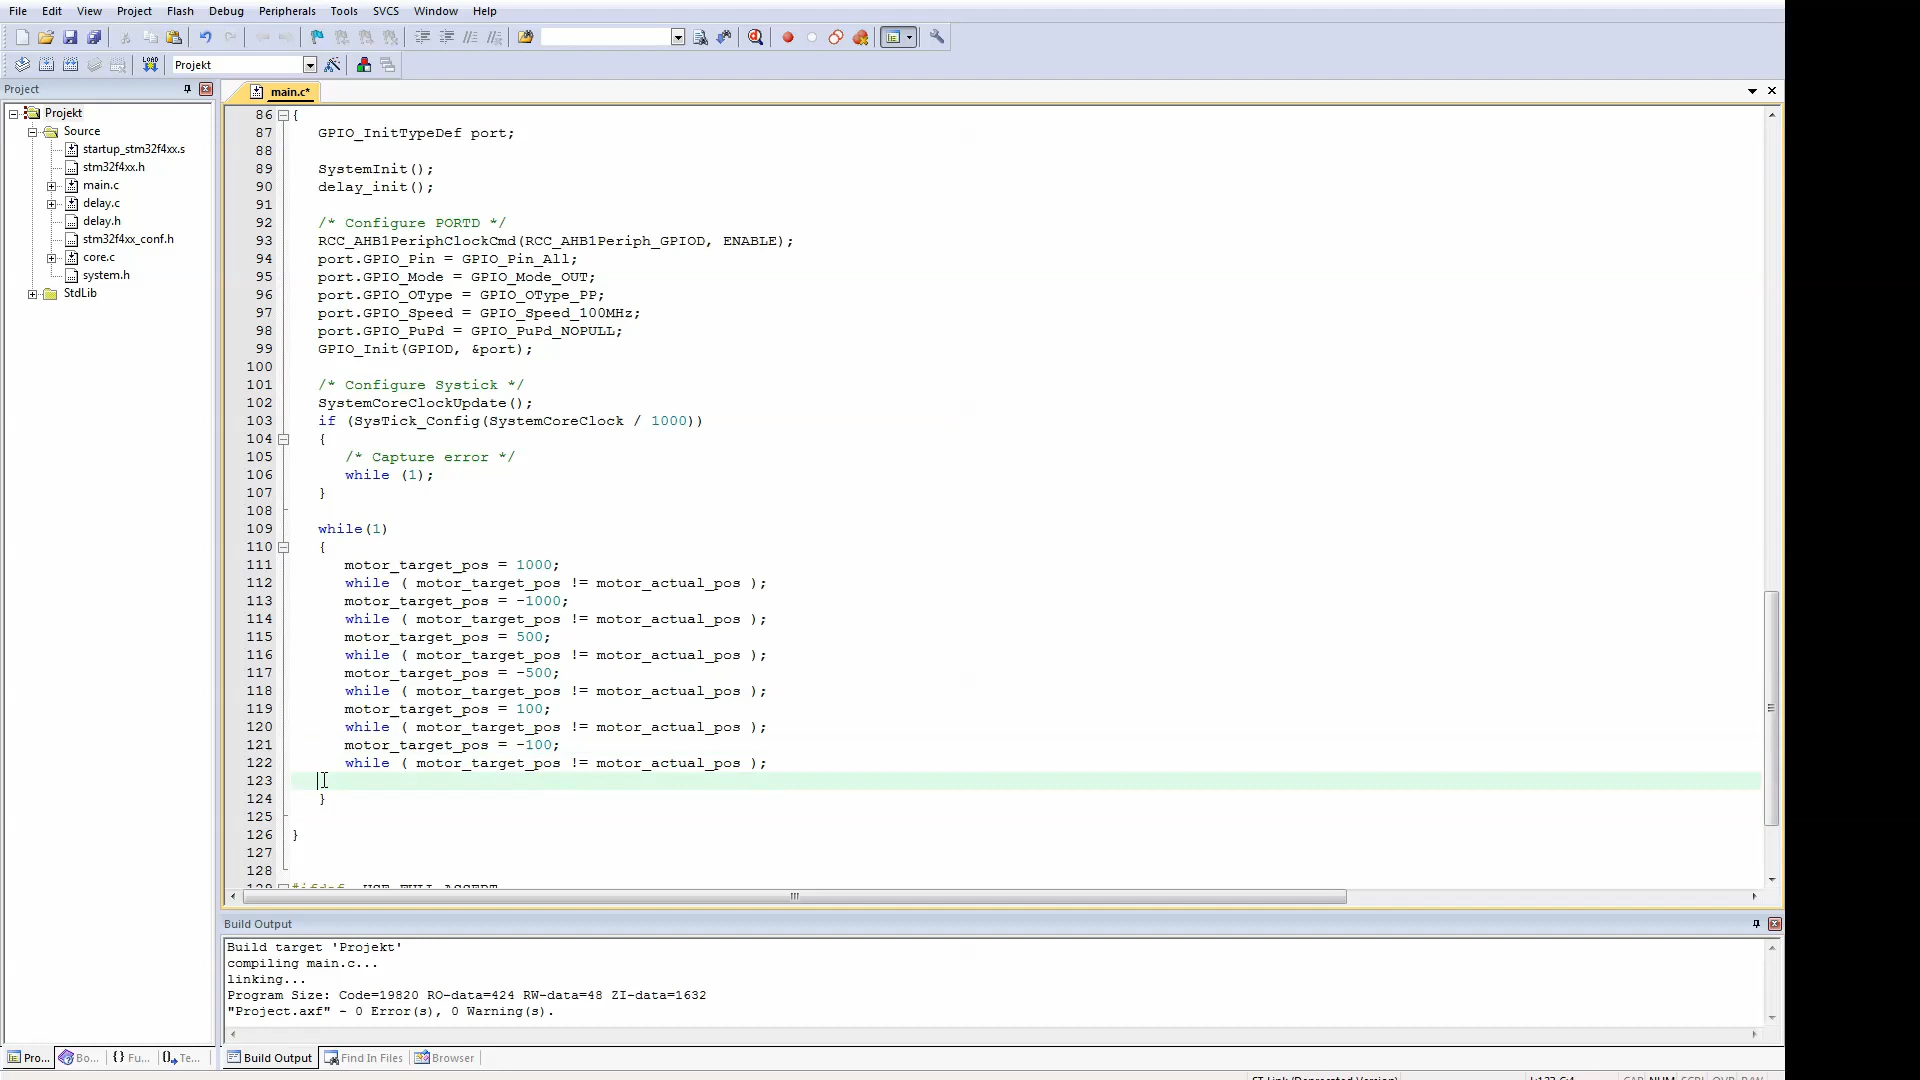 File Edit View Project Flash Debug Peripherals Tools SVCS Window Help
LOAD Projekt
Project
main.c*
Projekt
Source
startup_stm32f4xx.s
stm32f4xx.h
main.c
delay.c
delay.h
stm32f4xx_conf.h
core.c
system.h
StdLib
86 {
87 GPIO_InitTypeDef port;
88
89 SystemInit();
90 delay_init();
91
92 /* Configure PORTD */
93 RCC_AHB1PeriphClockCmd(RCC_AHB1Periph_GPIOD, ENABLE);
94 port.GPIO_Pin = GPIO_Pin_All;
95 port.GPIO_Mode = GPIO_Mode_OUT;
96 port.GPIO_OType = GPIO_OType_PP;
97 port.GPIO_Speed = GPIO_Speed_100MHz;
98 port.GPIO_PuPd = GPIO_PuPd_NOPULL;
99 GPIO_Init(GPIOD, &port);
100
101 /* Configure Systick */
102 SystemCoreClockUpdate();
103 if (SysTick_Config(SystemCoreClock / 1000))
104 {
105 /* Capture error */
106 while (1);
107 }
108
109 while(1)
110 {
111 motor_target_pos = 1000;
112 while ( motor_target_pos != motor_actual_pos );
113 motor_target_pos = -1000;
114 while ( motor_target_pos != motor_actual_pos );
115 motor_target_pos = 500;
116 while ( motor_target_pos != motor_actual_pos );
117 motor_target_pos = -500;
118 while ( motor_target_pos != motor_actual_pos );
119 motor_target_pos = 100;
120 while ( motor_target_pos != motor_actual_pos );
121 motor_target_pos = -100;
122 while ( motor_target_pos != motor_actual_pos );
123
124 }
125
126 }
127
128
129 #ifdef USE_FULL_ASSERT
Build Output
Build target 'Projekt'
compiling main.c...
linking...
Program Size: Code=19820 RO-data=424 RW-data=48 ZI-data=1632
"Project.axf" - 0 Error(s), 0 Warning(s).
Pro... Bo... {} Fu... Te... Build Output Find In Files Browser